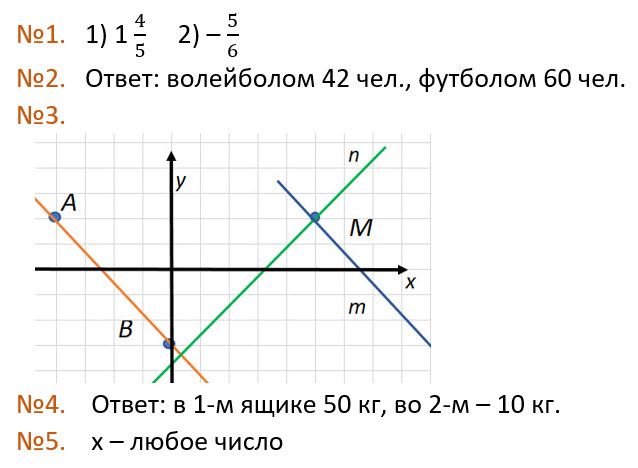 №1. 1) 1 4/5 2) – 5/6
№2. Ответ: волейболом 42 чел., футболом 60 чел.
№3.
n
y
A
M
x
m
B
№4. Ответ: в 1-м ящике 50 кг, во 2-м – 10 кг.
№5. х – любое число